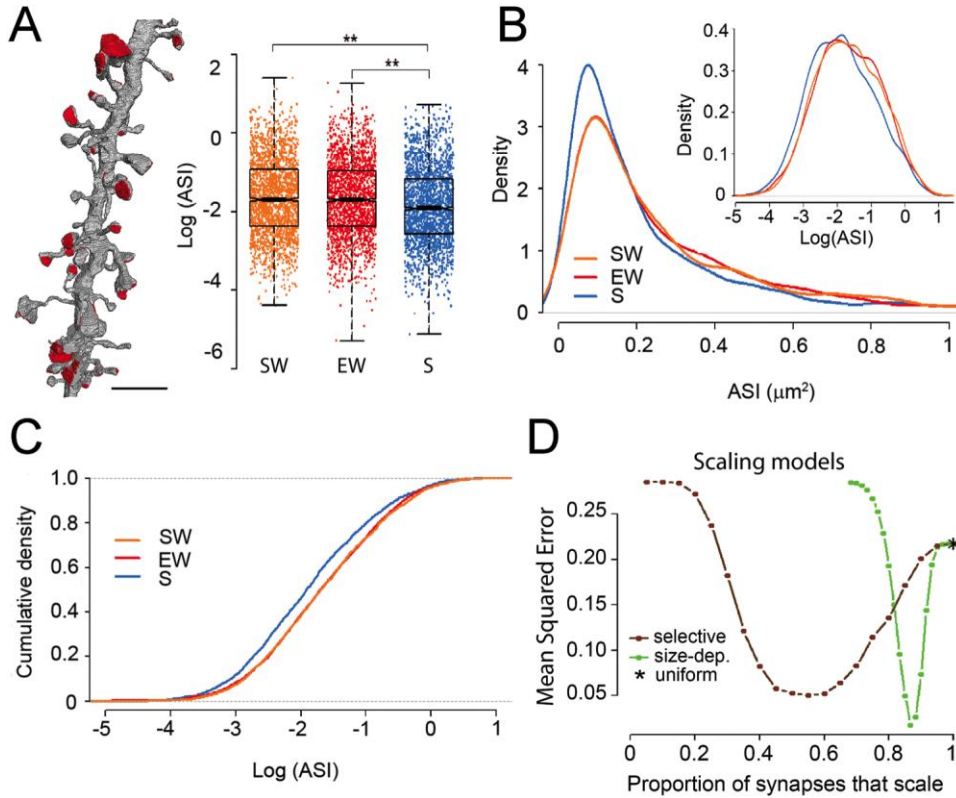 A
**
**
2
0
-2
-4
-6
Log (ASI)
SW
EW
S
B
4
3
2
1
0
Density
SW
EW
S
0
0.2
0.4
0.6
0.8
1
ASI (μm²)
0.4
0.3
0.2
0.1
0
Density
-5
-4
-3
-2
-1
0
1
Log(ASI)
C
1.0
0.8
0.6
0.4
0.2
0
Cumulative density
SW
EW
S
-5
-4
-3
-2
-1
0
1
Log (ASI)
D
Scaling models
0.25
0.20
0.15
0.10
0.05
Mean Squared Error
selective
size-dep.
* uniform
*
0
0.2
0.4
0.6
0.8
1
Proportion of synapses that scale